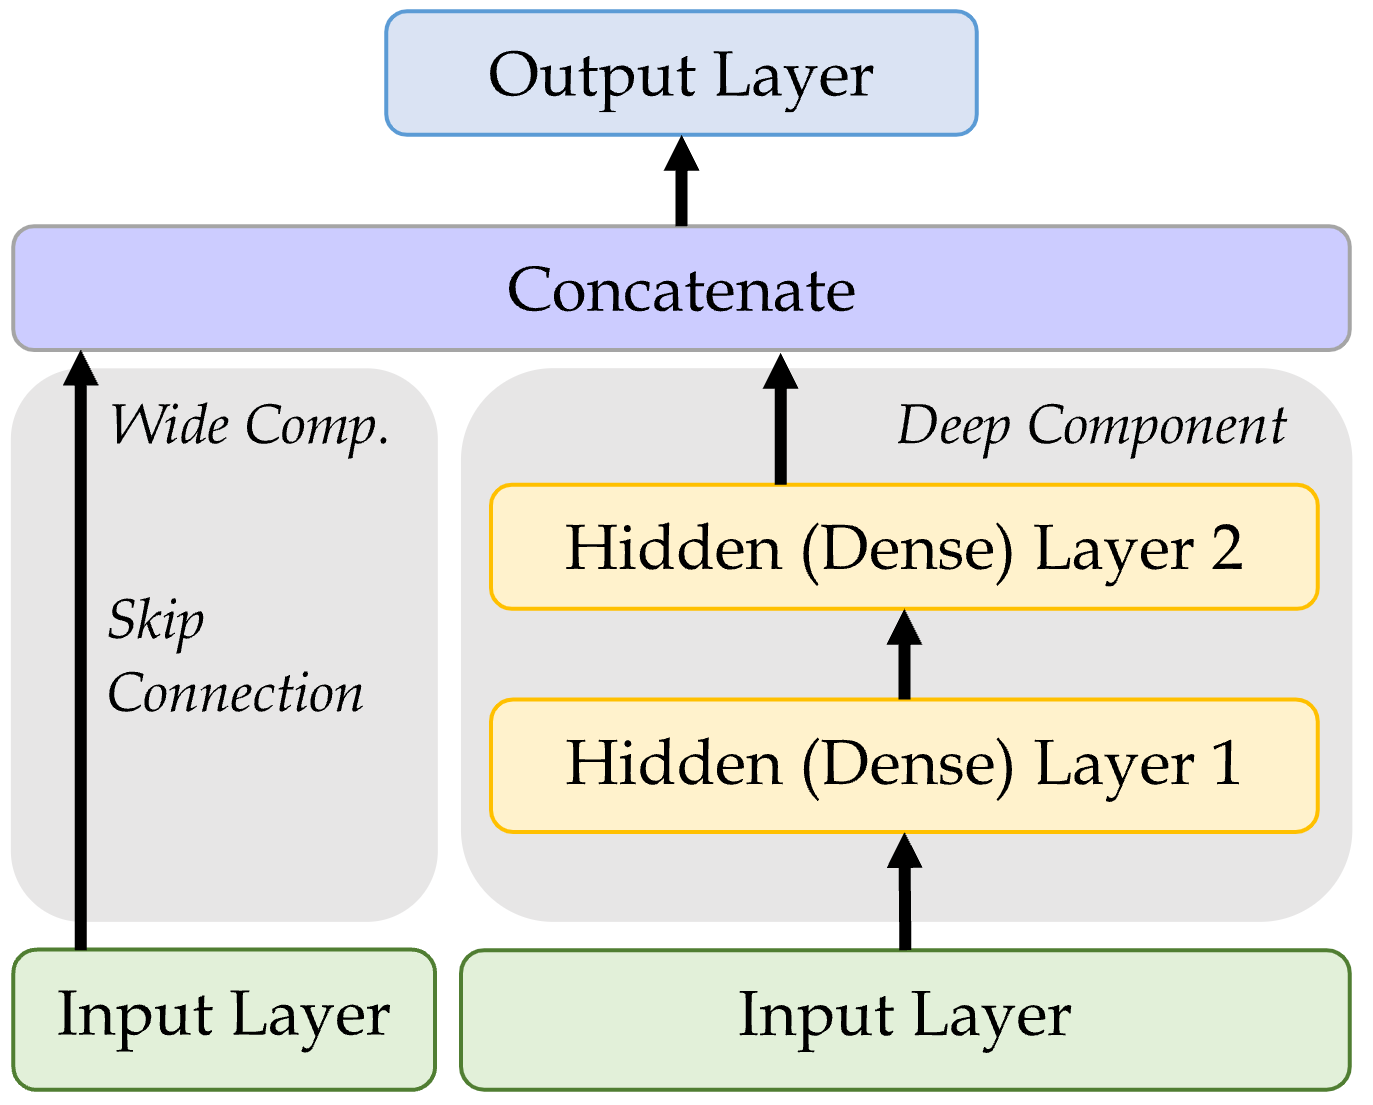 Output Layer
Concatenate
Wide Comp.
Skip
Connection
Deep Component
Hidden (Dense) Layer 2
Hidden (Dense) Layer 1
Input Layer
Input Layer